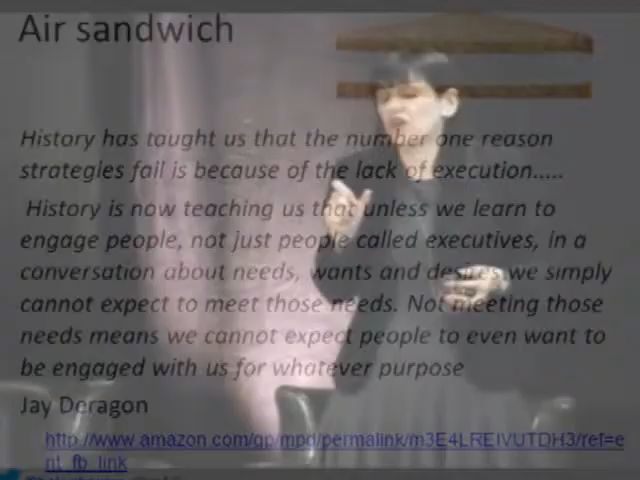 Air sandwich
History has taught us that the number one reason
strategies fail is because of the lack of execution.....
History is now teaching us that unless we learn to
engage people, not just people called executives, in a
conversation about needs, wants and desires we simply
cannot expect to meet those needs. Not meeting those
needs means we cannot expect people to even want to
be engaged with us for whatever purpose
Jay Deragon
http://www.amazon.com/gp/mpd/permalink/m3E4LREIVUTDH3/ref=e
nt_fb_link